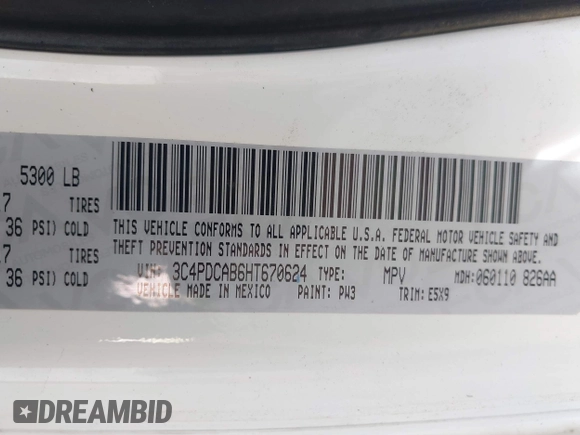 5300 LB
7 TIRES
36 PSI) COLD
7 TIRES
36 PSI) COLD
THIS VEHICLE CONFORMS TO ALL APPLICABLE U.S.A. FEDERAL MOTOR VEHICLE SAFETY AND
THEFT PREVENTION STANDARDS IN EFFECT ON THE DATE OF MANUFACTURE SHOWN ABOVE.
VIN: 3C4PDCAB6HT670624 TYPE: MPV MDH: 060110 826AA
VEHICLE MADE IN MEXICO PAINT: PW3 TRIM: E5X9
DREAMBID